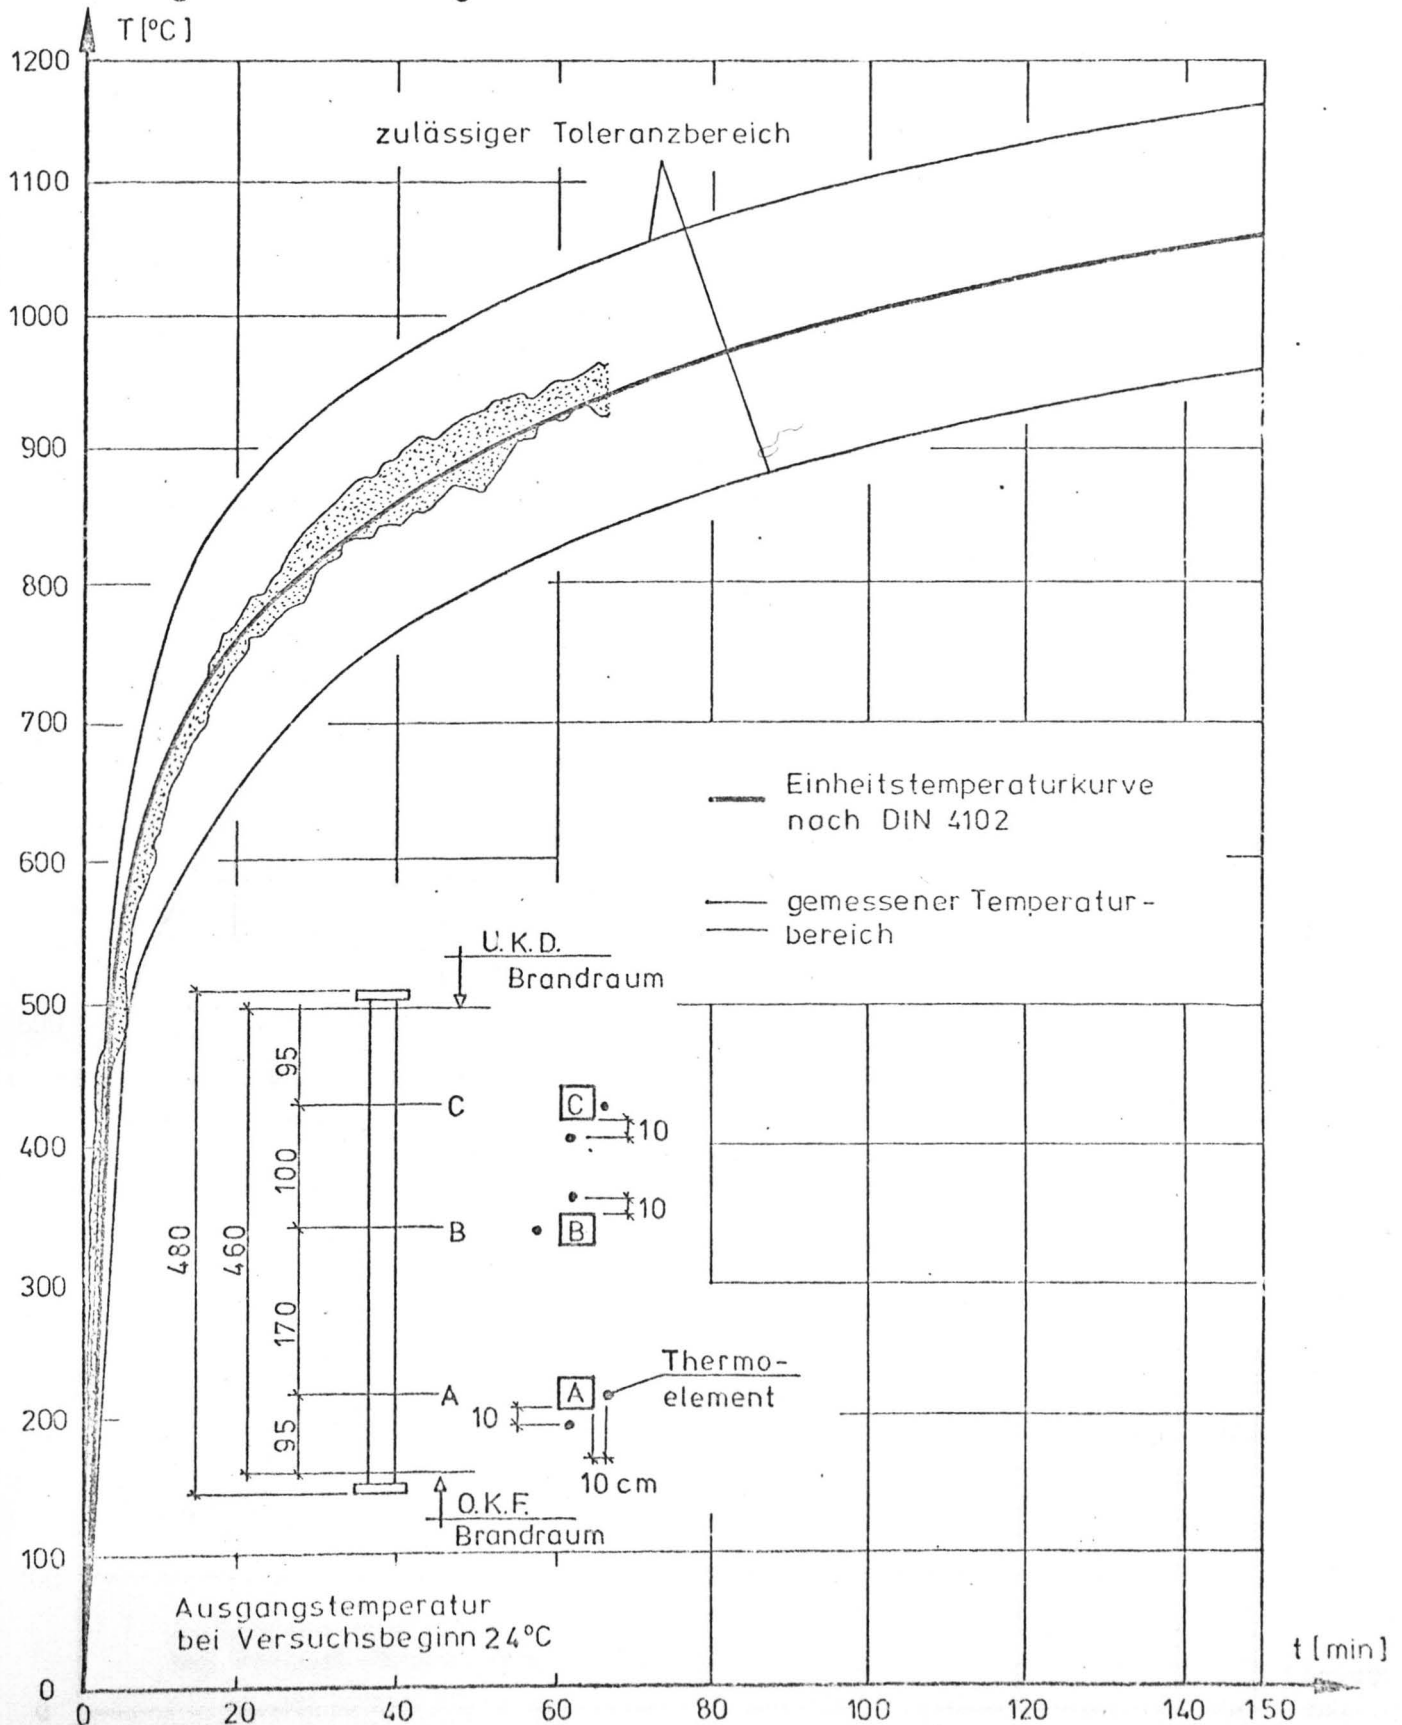 T [°C]
1200
zulässiger Toleranzbereich
1100
1000
900
800
700
Einheitstemperaturkurve
nach DIN 4102
600
gemessener Temperatur-
bereich
U.K.D.
Brandraum
500
95
C
C
10
400
100
10
B
B
480
460
300
170
Thermo-
element
A
A
10
200
95
10 cm
O.K.F.
Brandraum
100
Ausgangstemperatur
bei Versuchsbeginn 24°C
t [min]
0
0 20 40 60 80 100 120 140 150